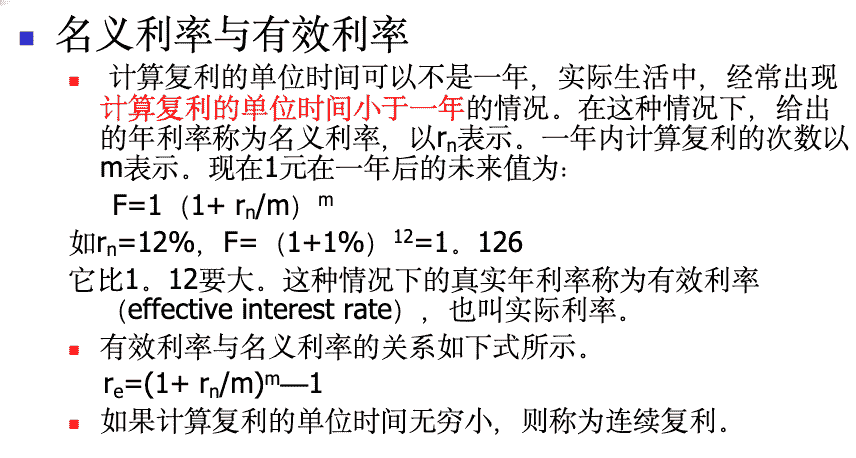 名义利率与有效利率
计算复利的单位时间可以不是一年，实际生活中，经常出现
计算复利的单位时间小于一年的情况。在这种情况下，给出
的年利率称为名义利率，以rn表示。一年内计算复利的次数以
m表示。现在1元在一年后的未来值为：
F=1（1+ rn/m）m
如rn=12%，F=（1+1%）12=1。126
它比1。12要大。这种情况下的真实年利率称为有效利率
（effective interest rate），也叫实际利率。
有效利率与名义利率的关系如下式所示。
re=(1+ rn/m)m—1
如果计算复利的单位时间无穷小，则称为连续复利。